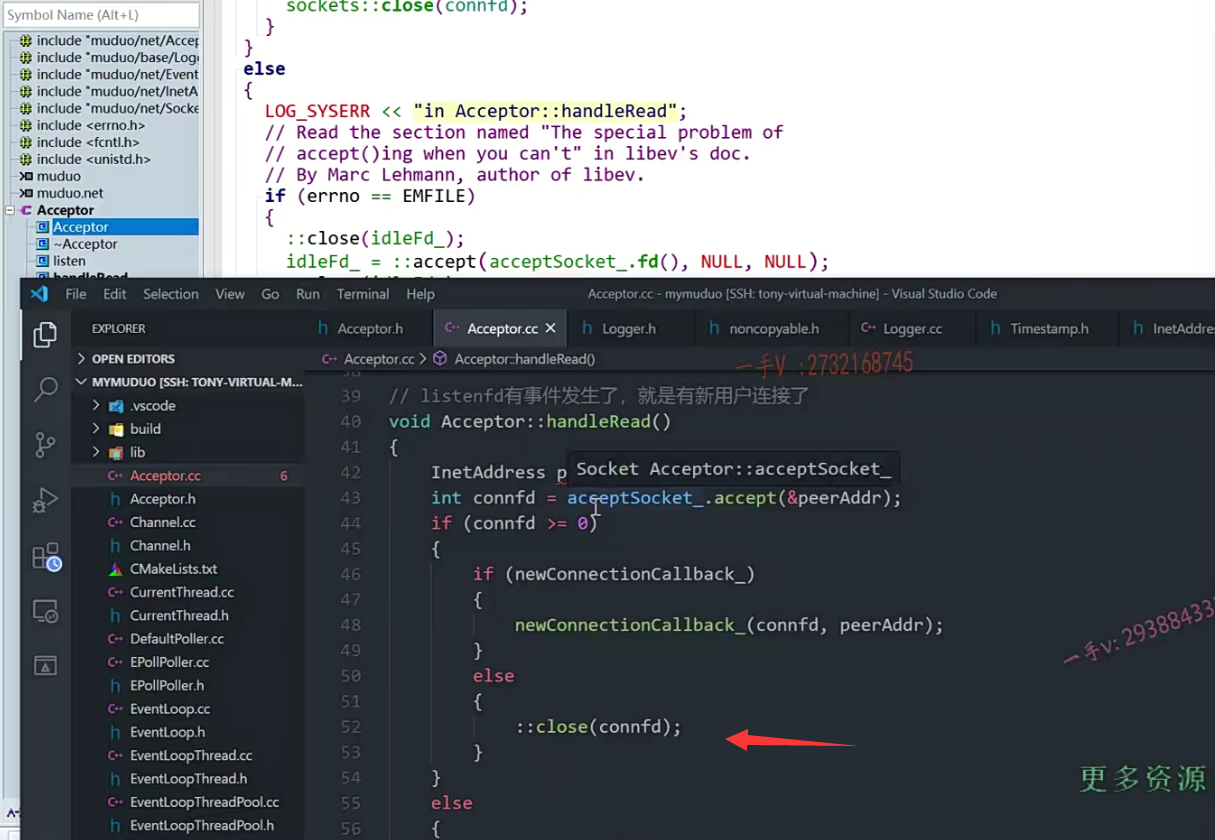 Symbol Name (Alt+L)
include "muduo/net/Accep
include "muduo/base/Logg
include "muduo/net/Event
include "muduo/net/InetA
include "muduo/net/Socke
include <errno.h>
include <fcntl.h>
include <unistd.h>
muduo
muduo.net
Acceptor
Acceptor
~Acceptor
listen
handleRead
sockets::close(connfd);
}
}
else
{
LOG_SYSERR << "in Acceptor::handleRead";
// Read the section named "The special problem of
// accept()ing when you can't" in libev's doc.
// By Marc Lehmann, author of libev.
if (errno == EMFILE)
{
::close(idleFd_);
idleFd_ = ::accept(acceptSocket_.fd(), NULL, NULL);
File Edit Selection View Go Run Terminal Help
Acceptor.cc - mymuduo [SSH: tony-virtual-machine] - Visual Studio Code
EXPLORER
OPEN EDITORS
MYMUDUO [SSH: TONY-VIRTUAL-M...
.vscode
build
lib
Acceptor.cc 6
Acceptor.h
Channel.cc
Channel.h
CMakeLists.txt
CurrentThread.cc
CurrentThread.h
DefaultPoller.cc
EPollPoller.cc
EPollPoller.h
EventLoop.cc
EventLoop.h
EventLoopThread.cc
EventLoopThread.h
EventLoopThreadPool.cc
EventLoopThreadPool.h
Acceptor.h Acceptor.cc Logger.h noncopyable.h Logger.cc Timestamp.h InetAddre
Acceptor.cc > Acceptor::handleRead()
一手V :2732168745
38
39 // listenfd有事件发生了，就是有新用户连接了
40 void Acceptor::handleRead()
41 {
42 InetAddress p
Socket Acceptor::acceptSocket_
43 int connfd = acceptSocket_.accept(&peerAddr);
44 if (connfd >= 0)
45 {
46 if (newConnectionCallback_)
47 {
48 newConnectionCallback_(connfd, peerAddr);
49 }
50 else
51 {
52 ::close(connfd);
53 }
54 }
55 else
56 {
一手v: 29388433
更多资源